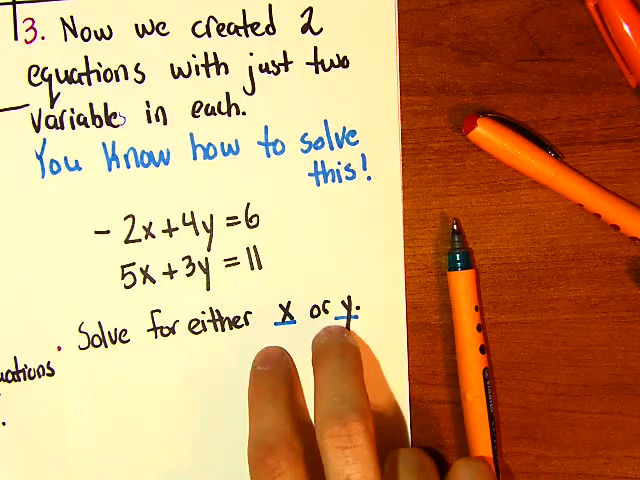 3. Now we created 2
equations with just two
variables in each.
You know how to solve
this!
- 2x+4y=6
5x+3y=11
. Solve for either x or y.
uations
.